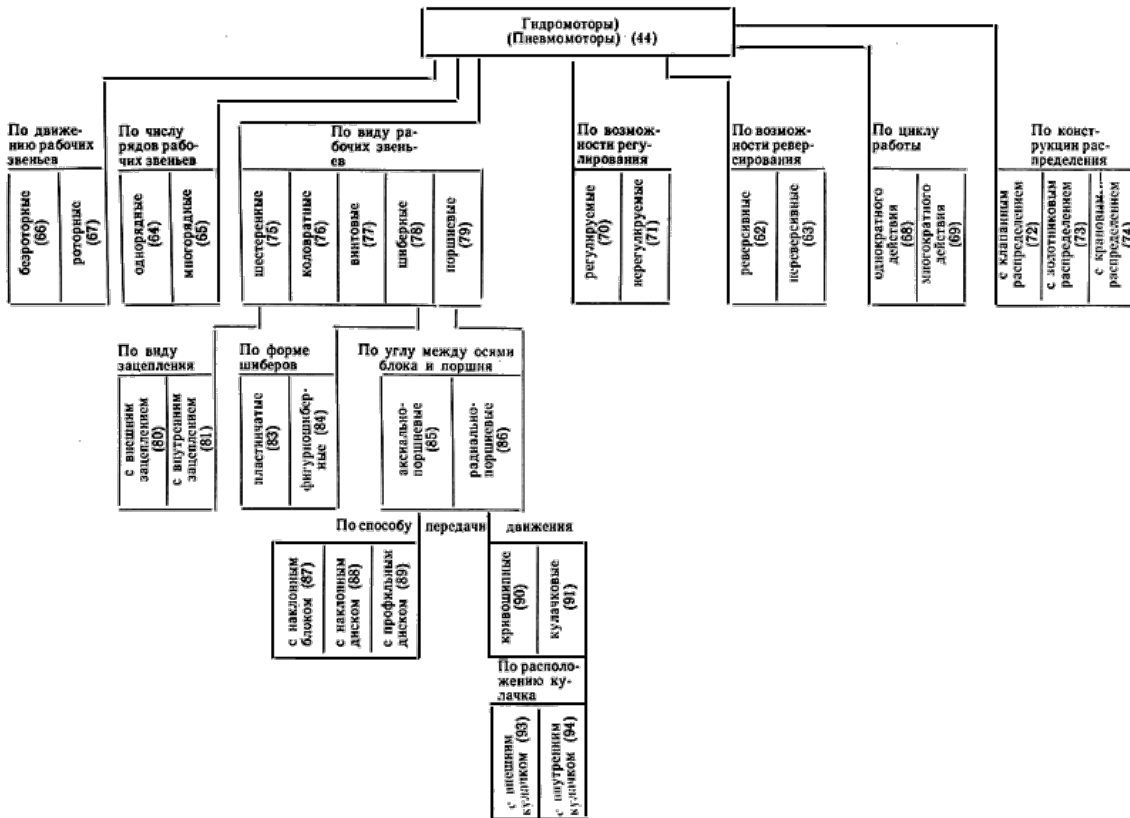 Гидромоторы)
(Пневмомоторы) (44)
По движе-
нию рабочих
звеньев
безроторные
(66)
роторные
(67)
По числу
рядов рабо-
чих звеньев
однорядные
(64)
многорядные
(65)
По виду ра-
бочих звень-
ев
шестеренные
(75)
коловратные
(76)
винтовые
(77)
шиберные
(78)
поршневые
(79)
По возмож-
ности регу-
лирования
регулируемые
(70)
нерегулируемые
(71)
По возмож-
ности ревер-
сирования
реверсивные
(62)
нереверсивные
(63)
По циклу
работы
однократного
действия
(68)
многократного
действия
(69)
По конст-
рукции рас-
пределения
с клапанным
распределением
(72)
с золотниковым
распределением
(73)
с крановым....
распределением
(74)
По виду
зацепления
с внешним
зацеплением
(80)
с внутренним
зацеплением
(81)
По форме
шиберов
пластинчатые
(83)
фигурношибер-
ные (84)
По углу между осями
блока и поршня
аксиально-
поршневые
(85)
радиально-
поршневые
(86)
По способу передачи движения
с наклонным
блоком (87)
с наклонным
диском (88)
с профильным
диском (89)
кривошипные
(90)
кулачковые
(91)
По располо-
жению ку-
лачка
с внешним
кулачком (93)
с внутренним
кулачком (94)